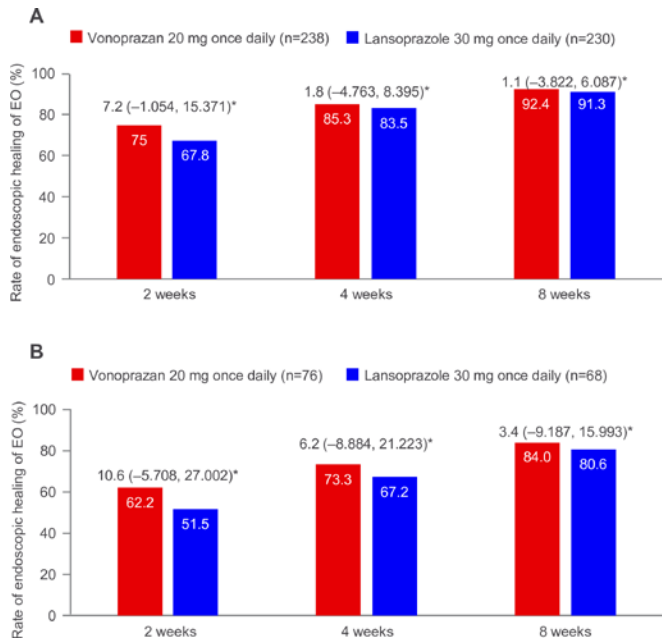 A
Vonoprazan 20 mg once daily (n=238) Lansoprazole 30 mg once daily (n=230)
Rate of endoscopic healing of EO (%)
100
80
60
40
20
0
7.2 (–1.054, 15.371)*
1.8 (–4.763, 8.395)*
1.1 (–3.822, 6.087)*
75
67.8
85.3
83.5
92.4
91.3
2 weeks
4 weeks
8 weeks
B
Vonoprazan 20 mg once daily (n=76) Lansoprazole 30 mg once daily (n=68)
Rate of endoscopic healing of EO (%)
100
80
60
40
20
0
10.6 (–5.708, 27.002)*
6.2 (–8.884, 21.223)*
3.4 (–9.187, 15.993)*
62.2
51.5
73.3
67.2
84.0
80.6
2 weeks
4 weeks
8 weeks